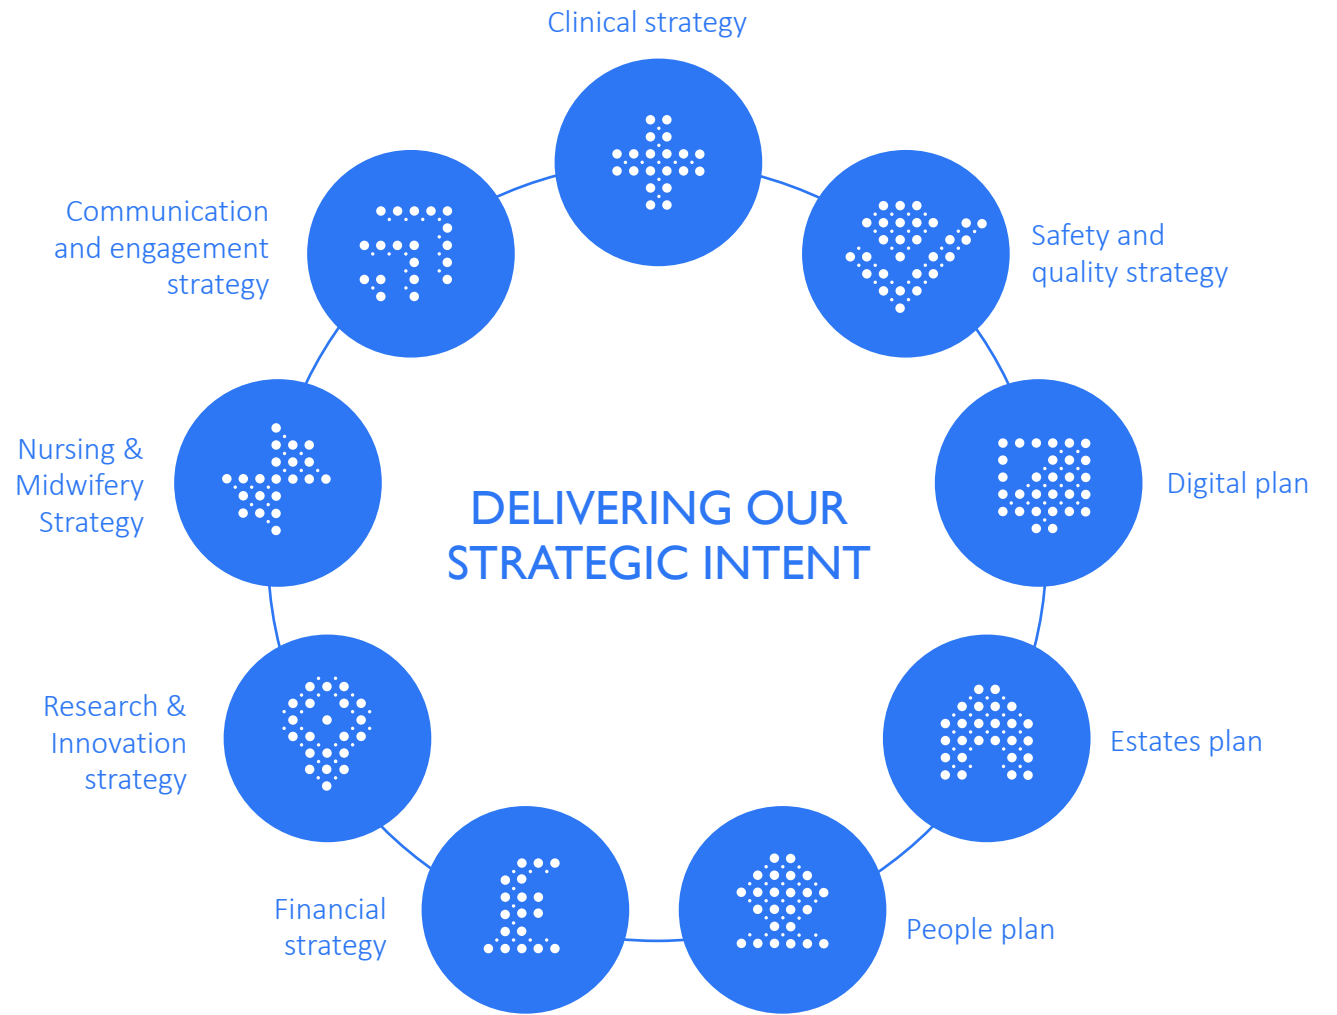 Clinical strategy
Communication
and engagement
strategy
Safety and
quality strategy
Nursing &
Midwifery
Strategy
DELIVERING OUR
STRATEGIC INTENT
Digital plan
Research &
Innovation
strategy
Estates plan
Financial
strategy
People plan